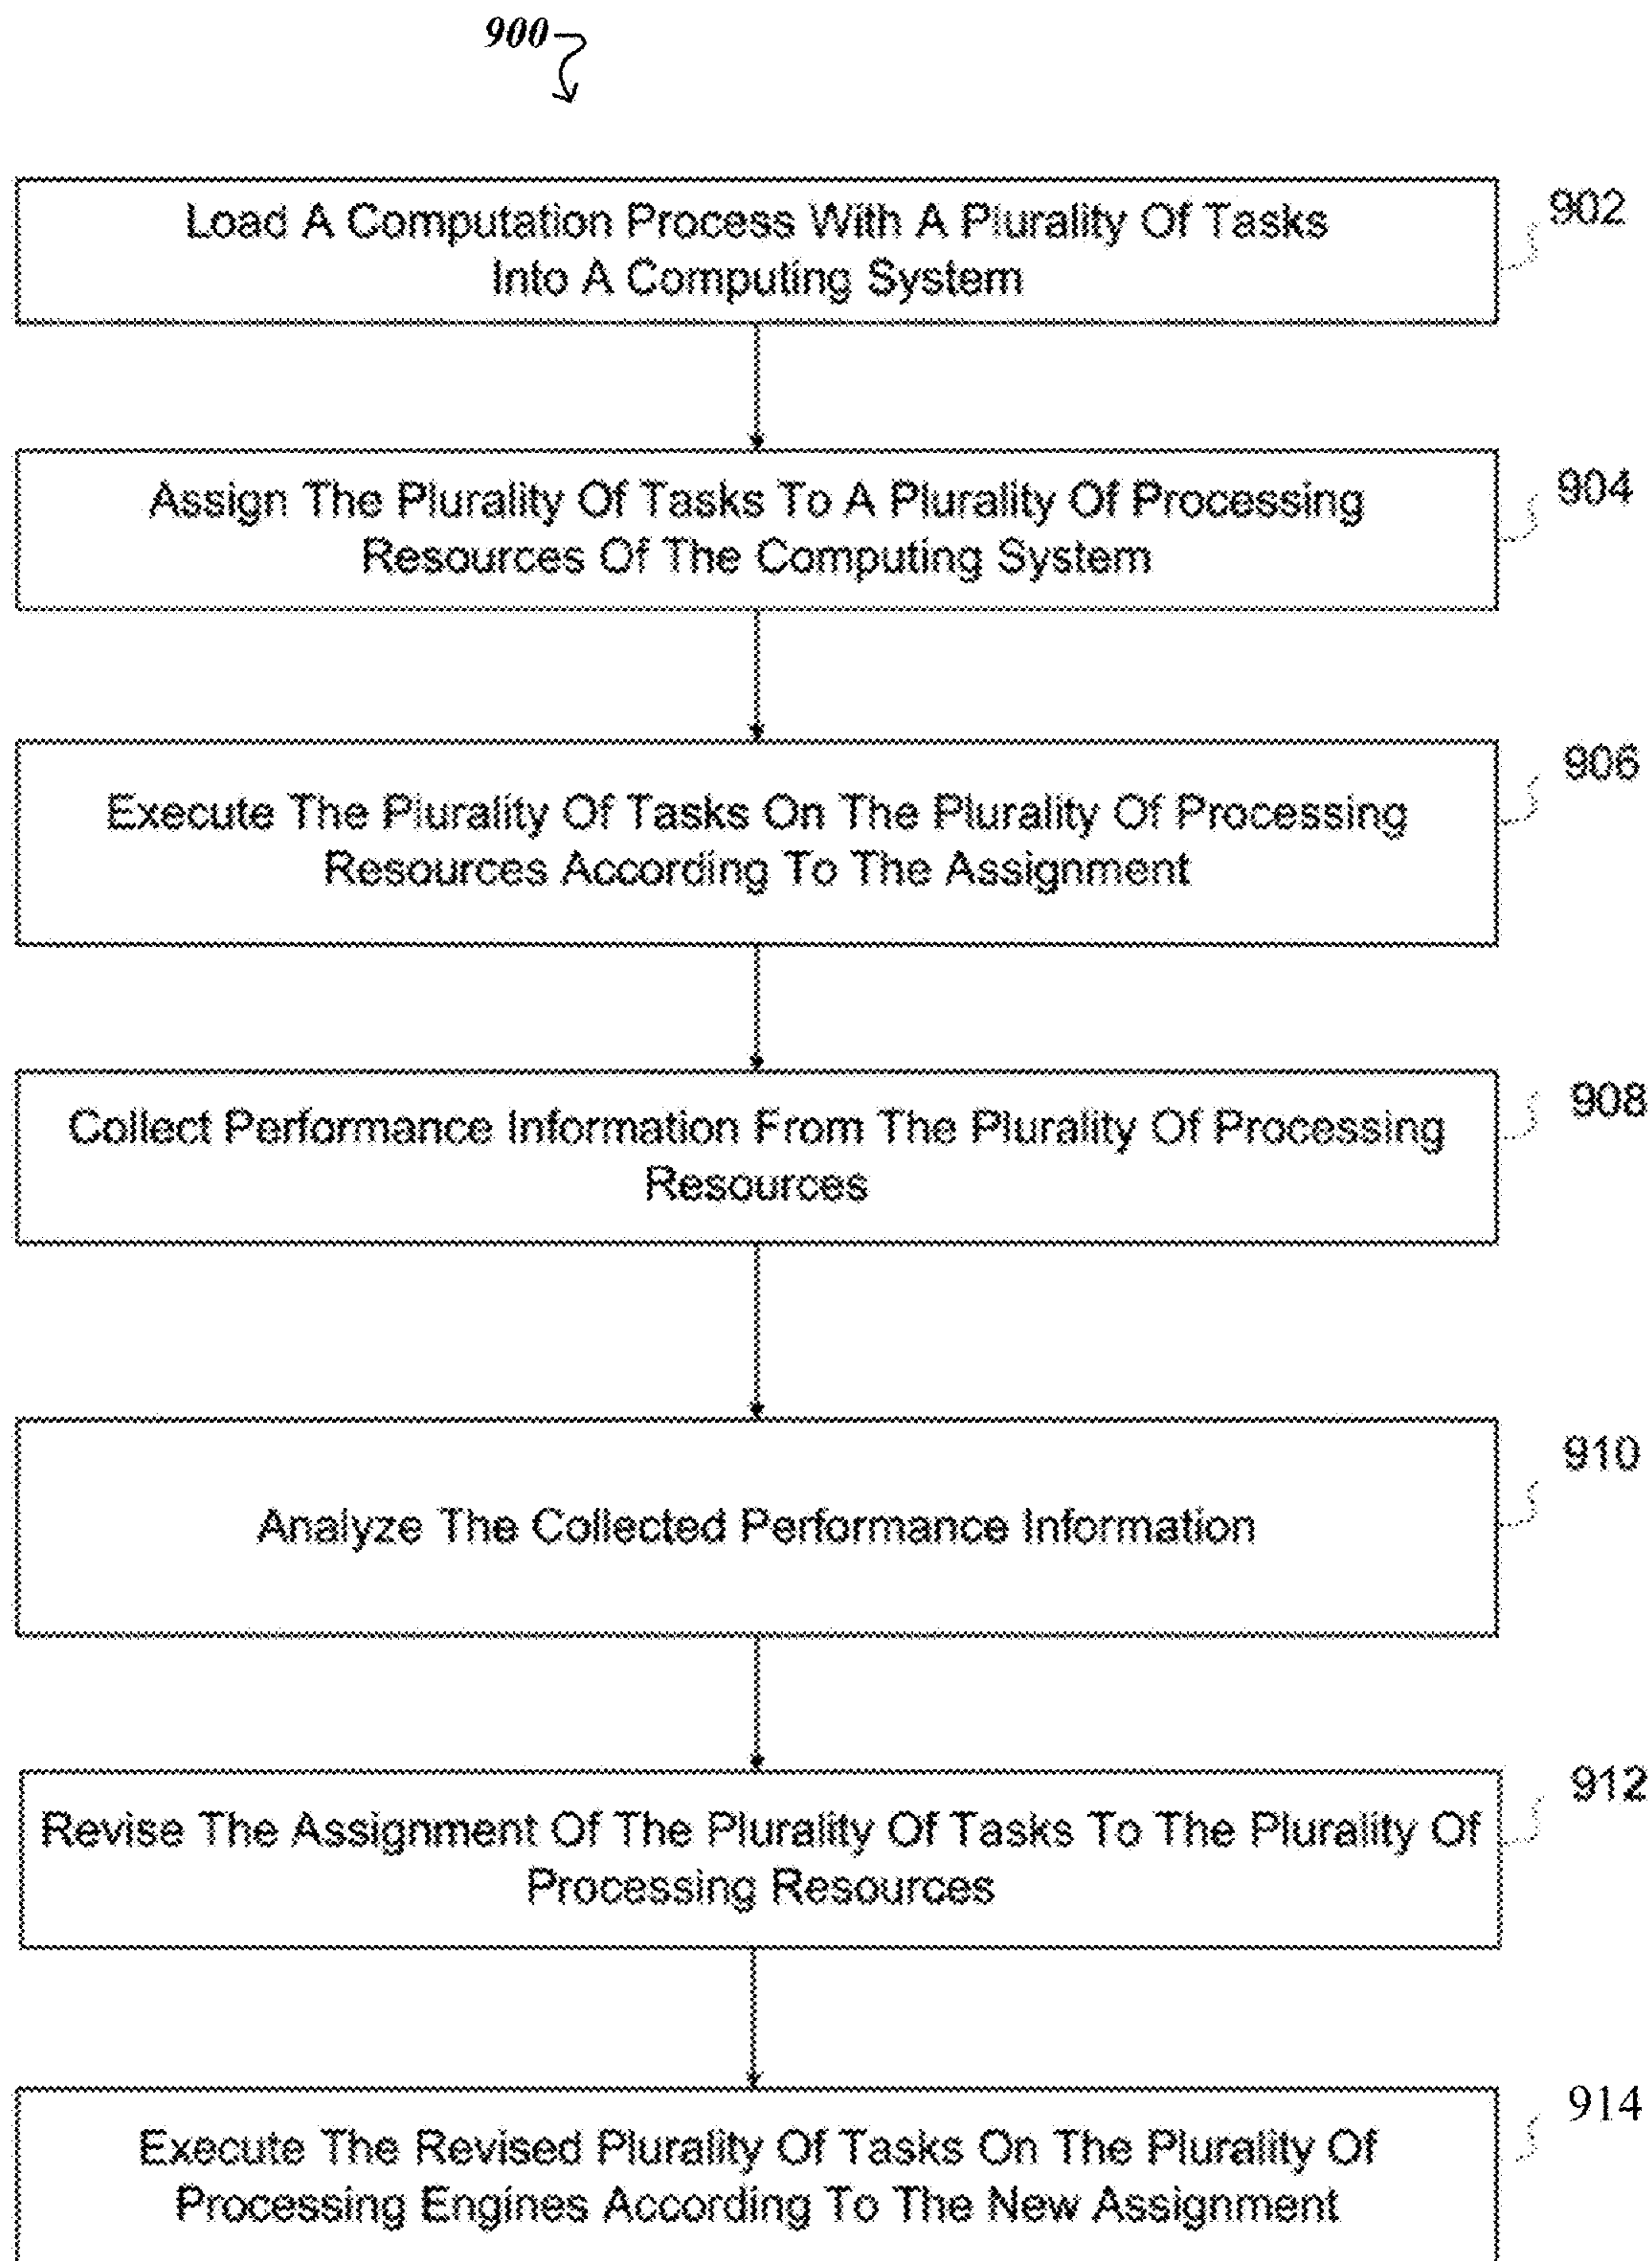 900
Load A Computation Process With A Plurality Of Tasks
Into A Computing System
902
Assign The Plurality Of Tasks To A Plurality Of Processing
Resources Of The Computing System
904
Execute The Plurality Of Tasks On The Plurality Of Processing
Resources According To The Assignment
906
Collect Performance Information From The Plurality Of Processing
Resources
908
Analyze The Collected Performance Information
910
Revise The Assignment Of The Plurality Of Tasks To The Plurality Of
Processing Resources
912
Execute The Revised Plurality Of Tasks On The Plurality Of
Processing Engines According To The New Assignment
914